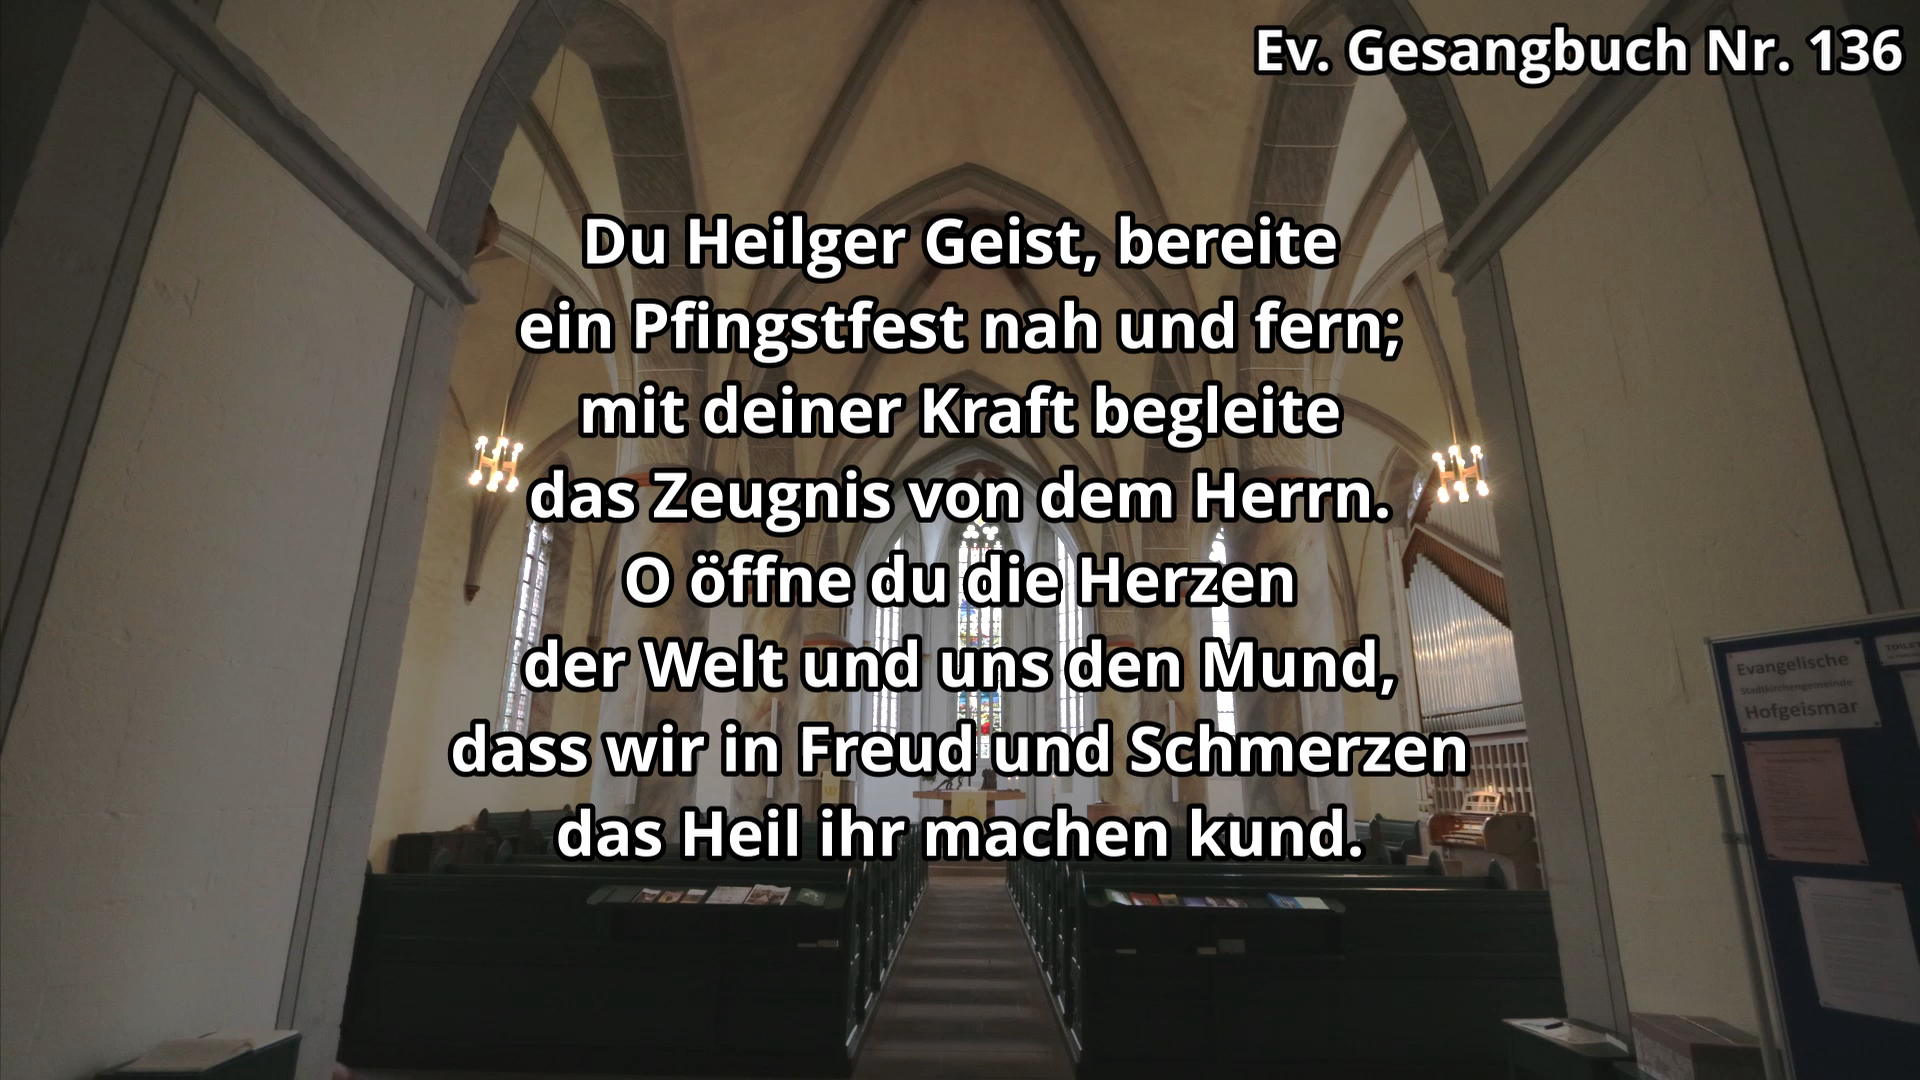 Ev. Gesangbuch Nr. 136
Du Heilger Geist, bereite
ein Pfingstfest nah und fern;
mit deiner Kraft begleite
das Zeugnis von dem Herrn.
O öffne du die Herzen
der Welt und uns den Mund,
dass wir in Freud und Schmerzen
das Heil ihr machen kund.
Evangelische
Stadtkirchengemeinde
Hofgeismar